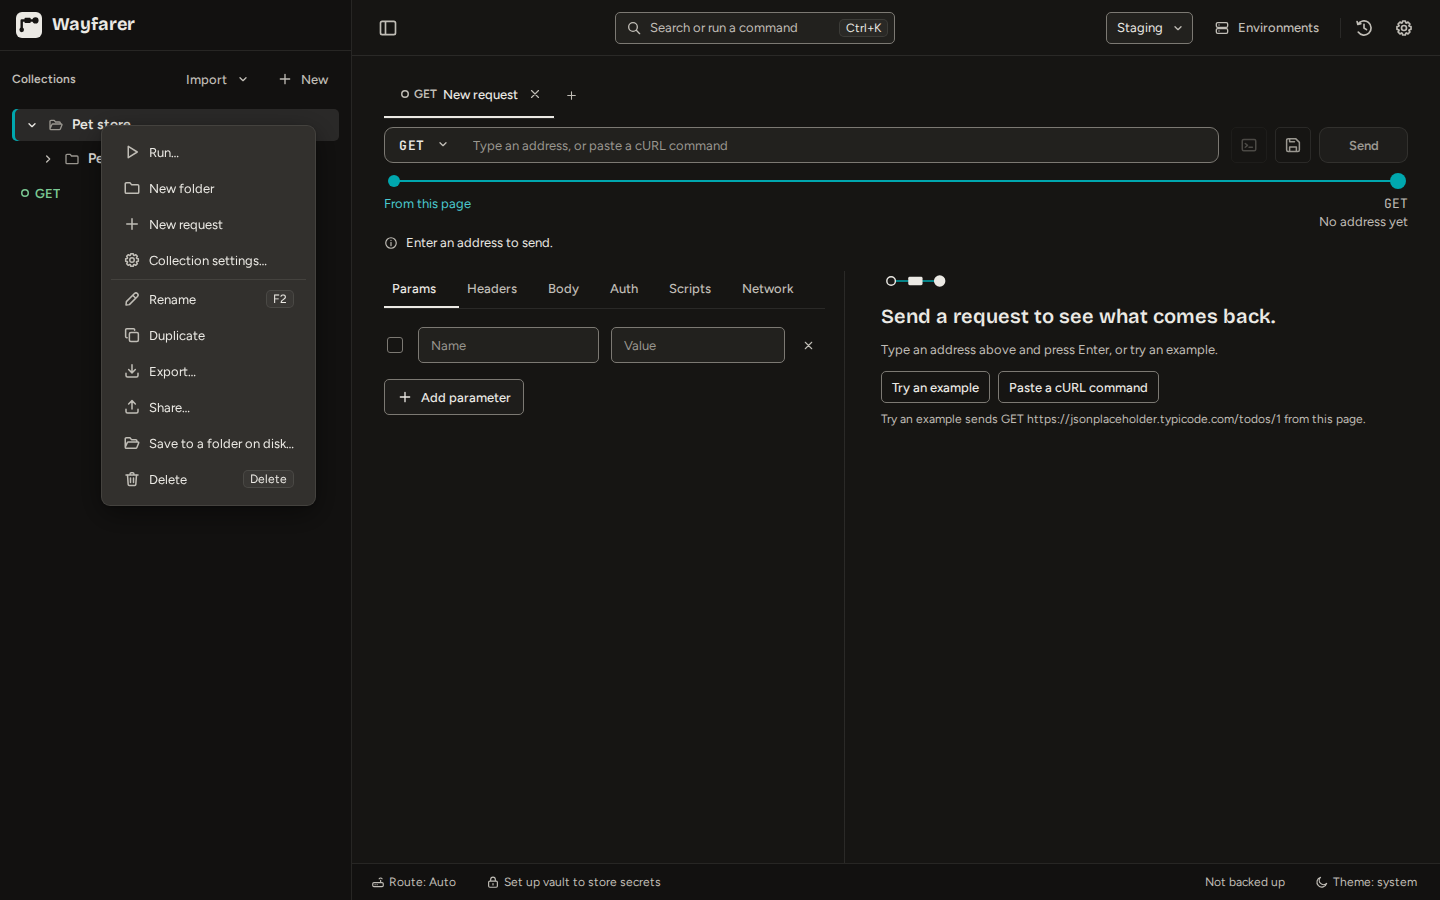 Wayfarer
Search or run a command
Ctrl+K
Staging
Environments
Collections
Import
New
Pet store
Run...
New folder
New request
Collection settings...
Rename
F2
Duplicate
Export...
Share...
Save to a folder on disk...
Delete
Delete
GET
GET New request
GET
Type an address, or paste a cURL command
Send
From this page
GET
No address yet
Enter an address to send.
Params
Headers
Body
Auth
Scripts
Network
Name
Value
Add parameter
Send a request to see what comes back.
Type an address above and press Enter, or try an example.
Try an example
Paste a cURL command
Try an example sends GET https://jsonplaceholder.typicode.com/todos/1 from this page.
Route: Auto
Set up vault to store secrets
Not backed up
Theme: system